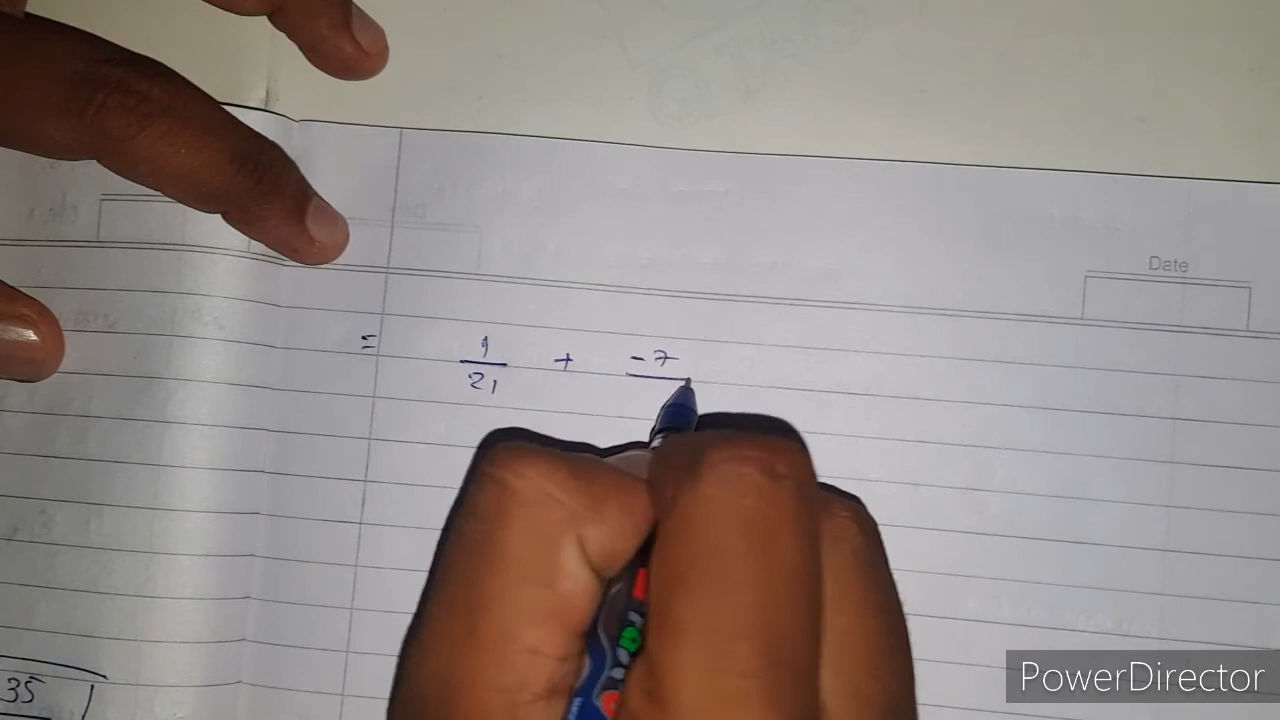 Date
= 1/21 + -7/
35
PowerDirector